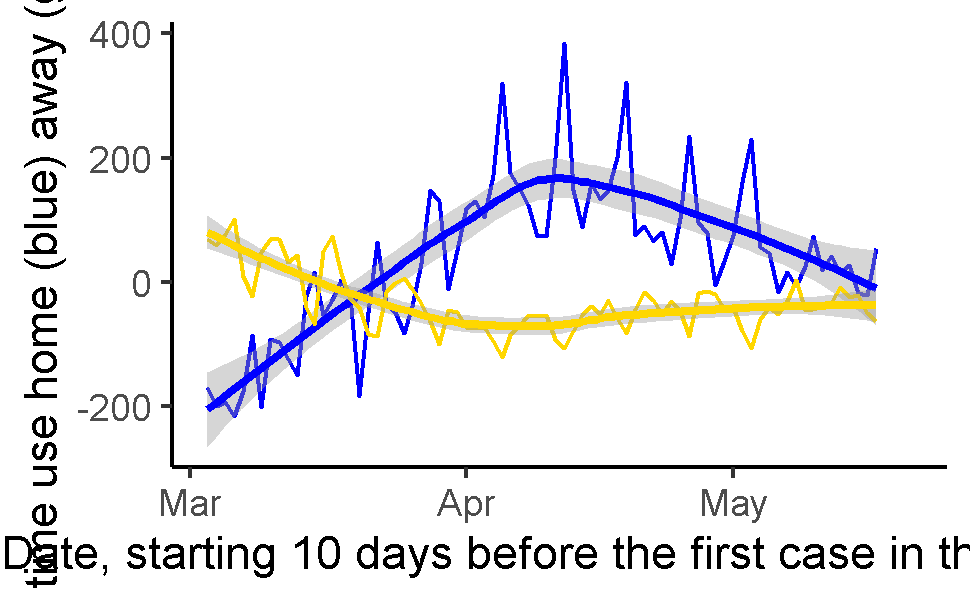 time use home (blue) away (
400
200
0
-200
Mar Apr May
Date, starting 10 days before the first case in th